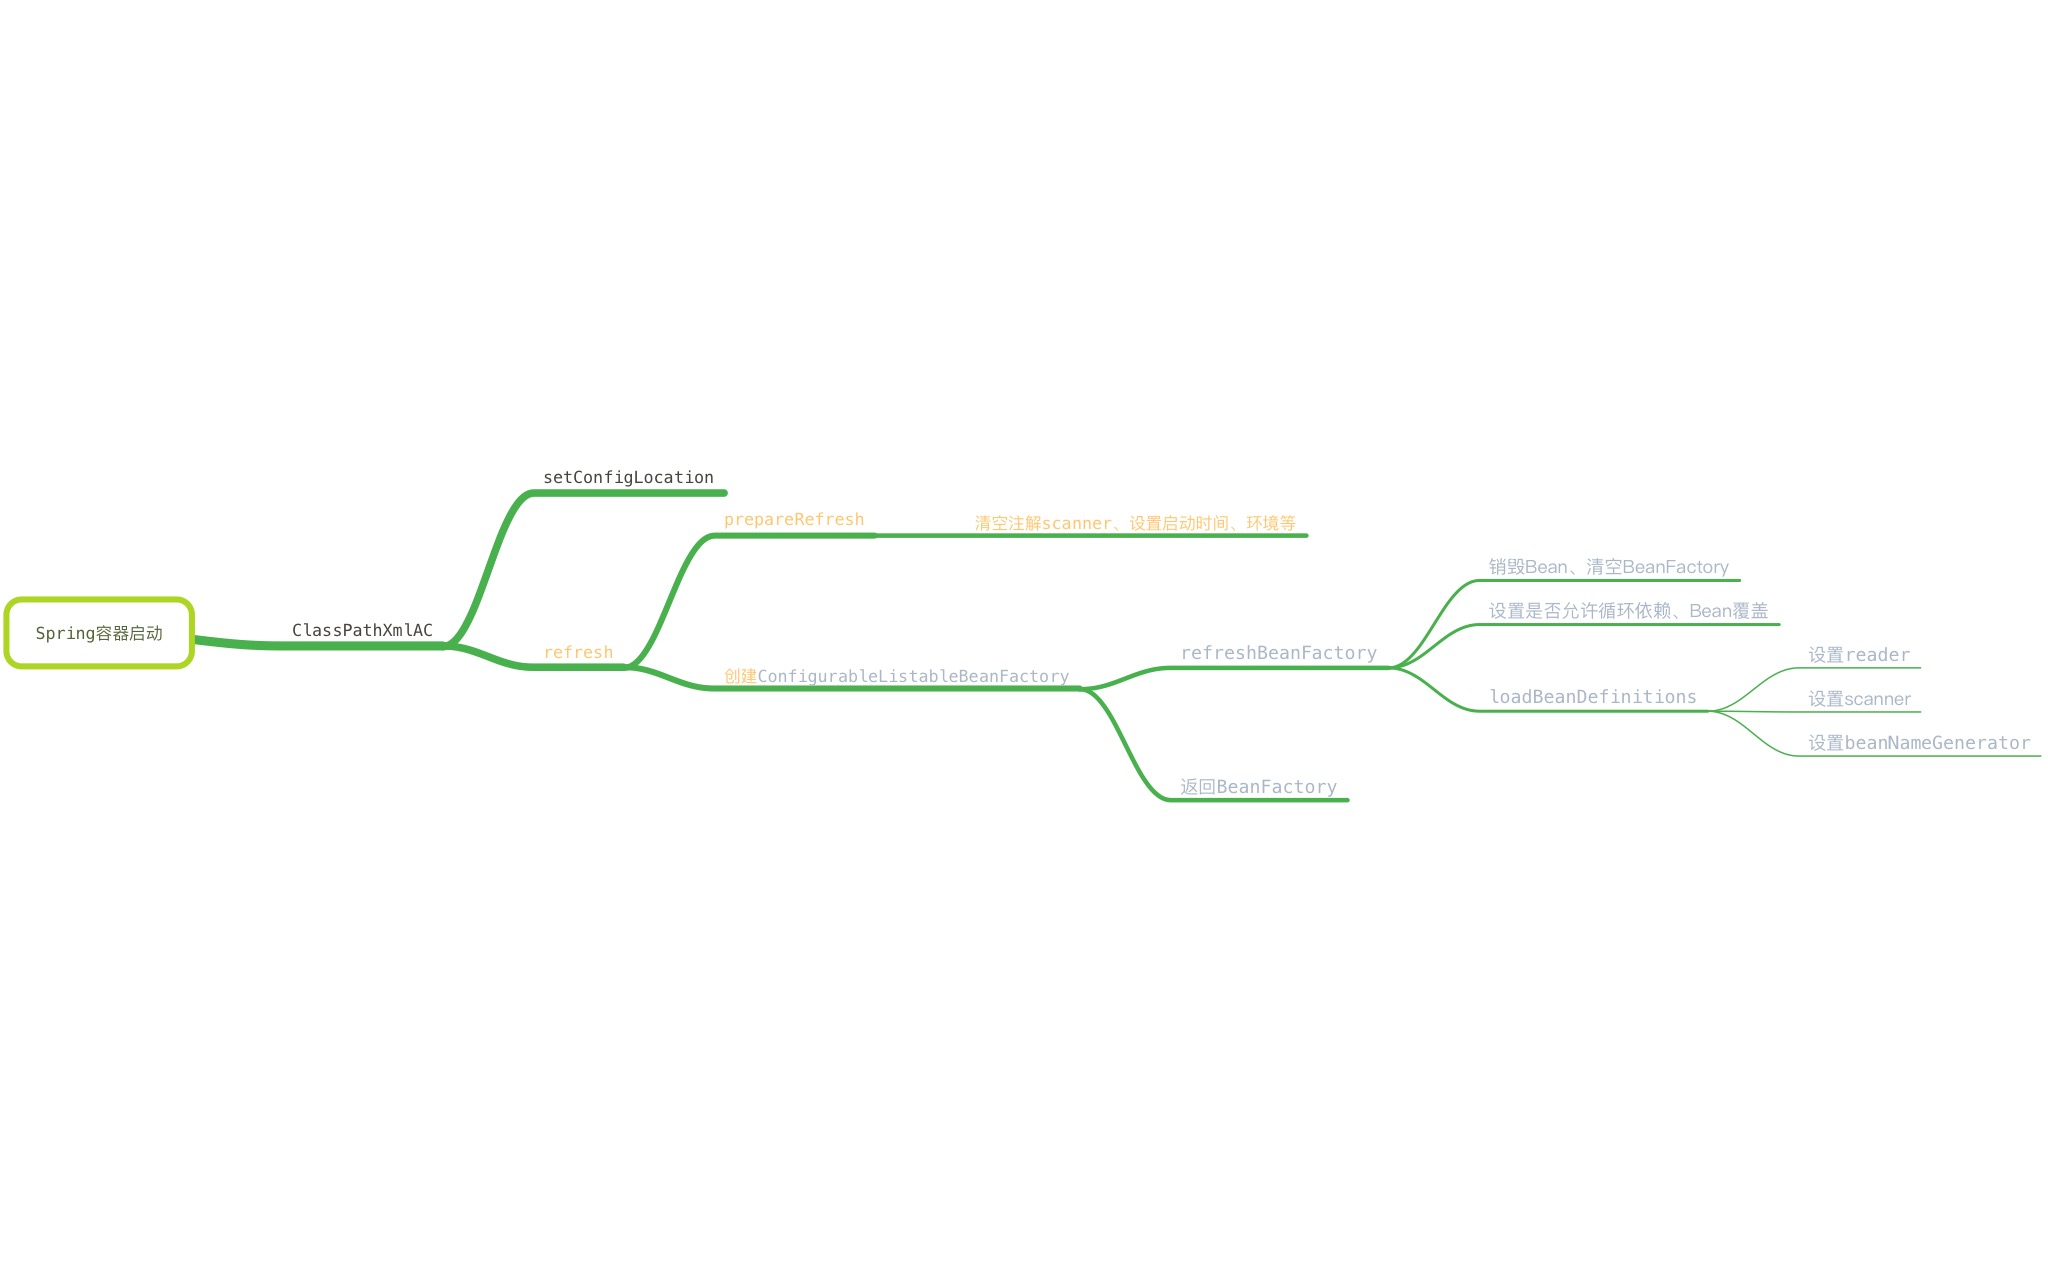 Spring容器启动
ClassPathXmlAC
setConfigLocation
refresh
prepareRefresh
清空注解scanner、设置启动时间、环境等
创建ConfigurableListableBeanFactory
refreshBeanFactory
销毁Bean、清空BeanFactory
设置是否允许循环依赖、Bean覆盖
loadBeanDefinitions
设置reader
设置scanner
设置beanNameGenerator
返回BeanFactory